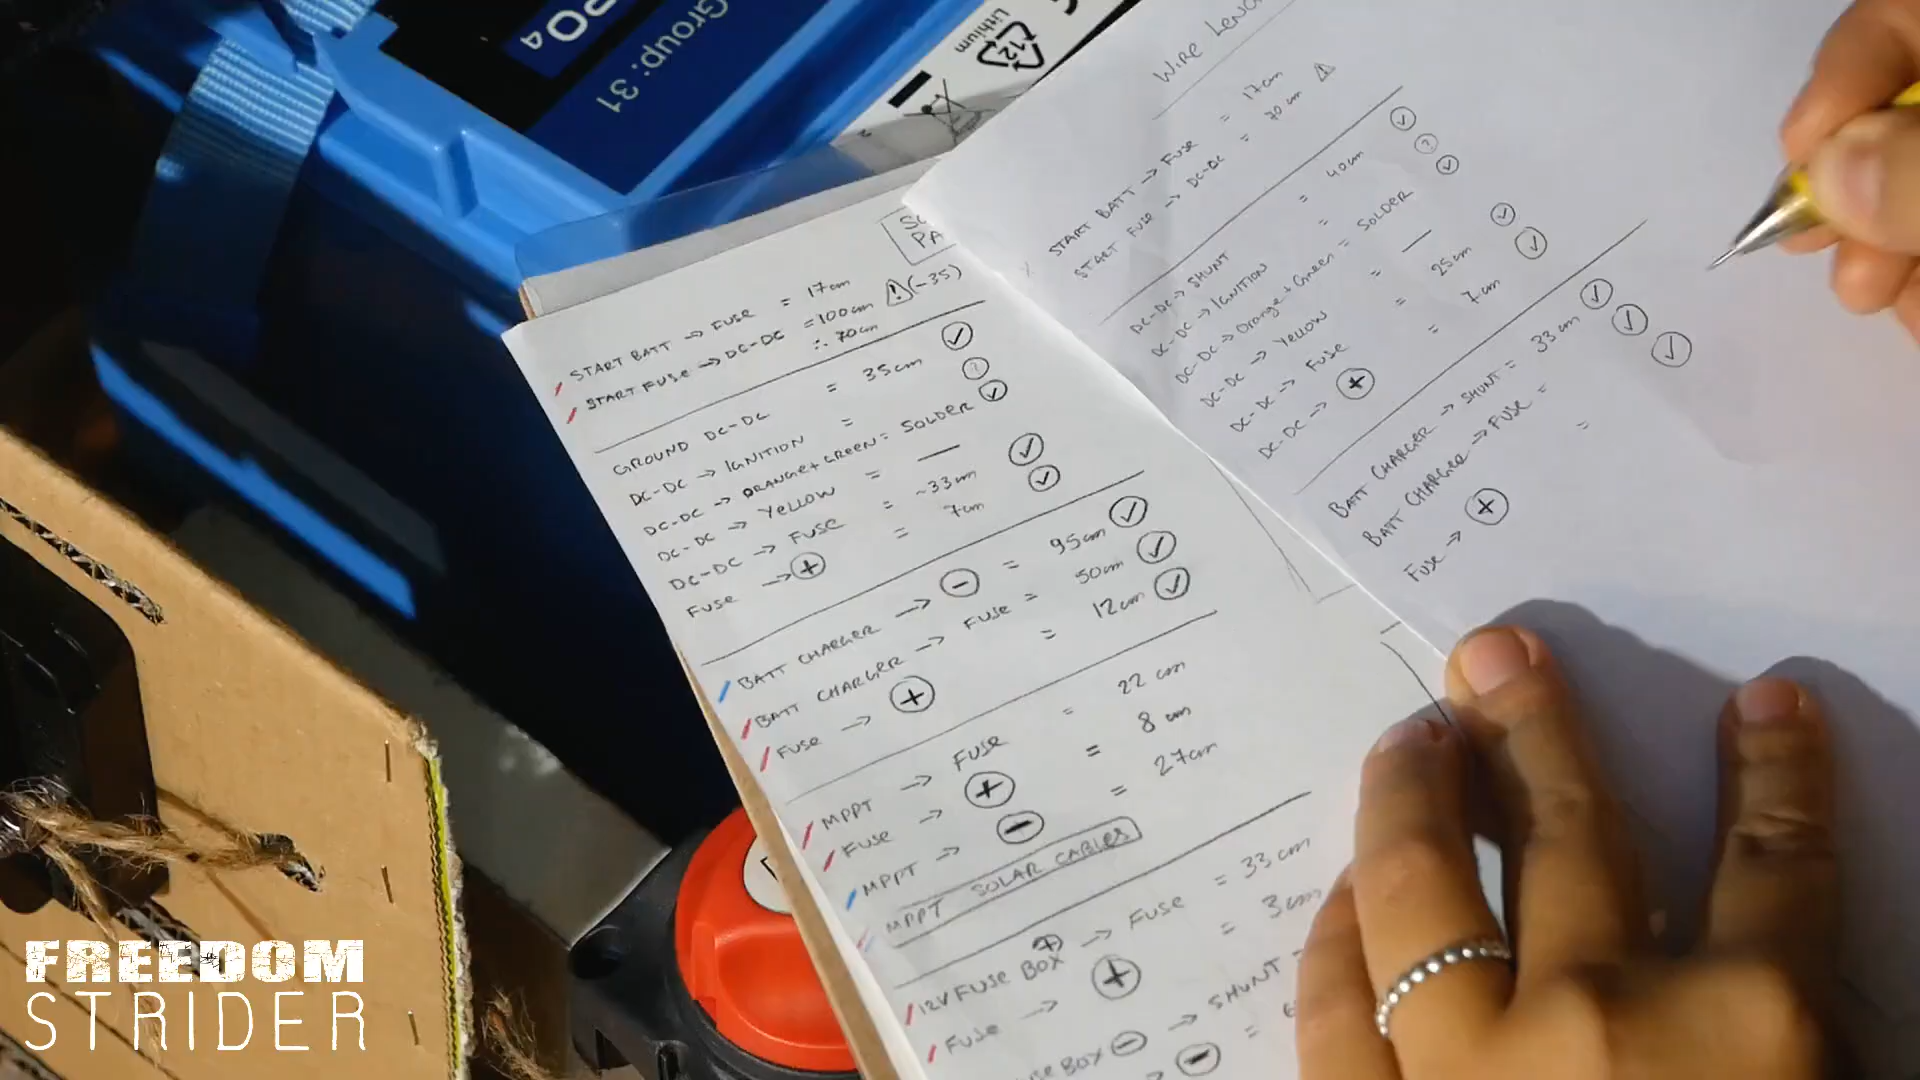 PO4
Group: 31
Lithium
12
WIRE
START BATT → FUSE = 17cm
START FUSE → DC-DC = 70cm
DC-DC → SHUNT = 40cm
DC-DC → IGNITION =
DC-DC → Orange + Green = SOLDER
DC-DC → YELLOW = —
DC-DC → FUSE = 25cm
DC-DC → + = 7cm
BATT CHARGER → SHUNT = 33cm
BATT CHARGER → FUSE =
FUSE → + =
PA
START BATT → FUSE = 17cm
START FUSE → DC-DC = 100cm (-35)
∴ 70cm
GROUND DC-DC = 35cm
DC-DC → IGNITION = ?
DC-DC → ORANGE + GREEN = SOLDER
DC-DC → YELLOW = —
DC-DC → FUSE = ~33cm
FUSE → + = 7cm
BATT CHARGER → - = 95cm
BATT CHARGER → FUSE = 50cm
FUSE → + = 12cm
MPPT → FUSE = 22cm
FUSE → + = 8cm
MPPT → - = 27cm
MPPT SOLAR CABLES
12V FUSE BOX + → FUSE = 33cm
FUSE → + = 3cm
BOX - → SHUNT =
→ - =
FREEDOM
STRIDER